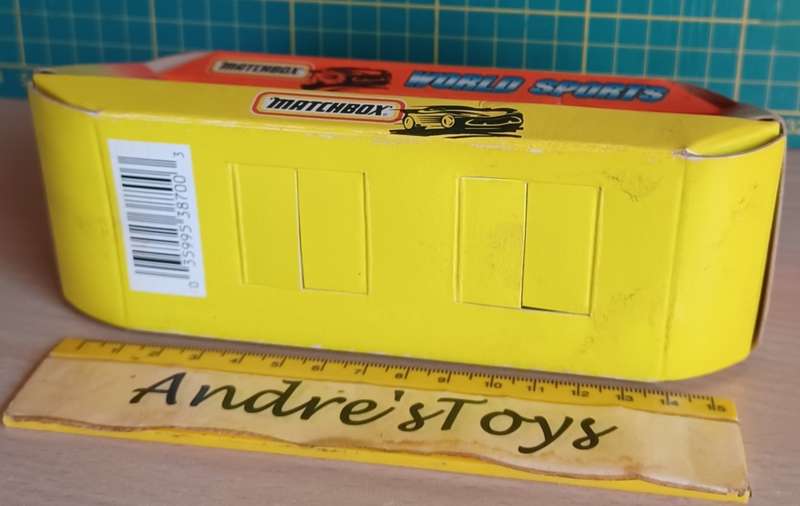 MATCHBOX
WORLD SPORTS
MATCHBOX
0 35995 38700 3
1 2 3 4 5 6 7 8 9 10 11 12 13 14 15
Andre'sToys